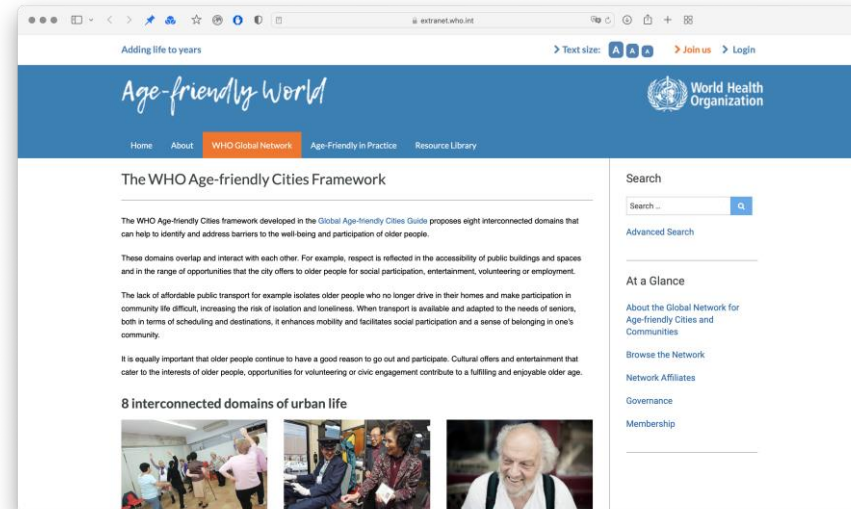 extranet.who.int
Adding life to years
Text size: A A A
Join us
Login
Age-friendly World
World Health
Organization
Home About WHO Global Network Age-Friendly in Practice Resource Library
The WHO Age-friendly Cities Framework
The WHO Age-friendly Cities framework developed in the Global Age-friendly Cities Guide proposes eight interconnected domains that
can help to identify and address barriers to the well-being and participation of older people.
These domains overlap and interact with each other. For example, respect is reflected in the accessibility of public buildings and spaces
and in the range of opportunities that the city offers to older people for social participation, entertainment, volunteering or employment.
The lack of affordable public transport for example isolates older people who no longer drive in their homes and make participation in
community life difficult, increasing the risk of isolation and loneliness. When transport is available and adapted to the needs of seniors,
both in terms of scheduling and destinations, it enhances mobility and facilitates social participation and a sense of belonging in one's
community.
It is equally important that older people continue to have a good reason to go out and participate. Cultural offers and entertainment that
cater to the interests of older people, opportunities for volunteering or civic engagement contribute to a fulfilling and enjoyable older age.
8 interconnected domains of urban life
Search
Search ...
Advanced Search
At a Glance
About the Global Network for
Age-friendly Cities and
Communities
Browse the Network
Network Affiliates
Governance
Membership